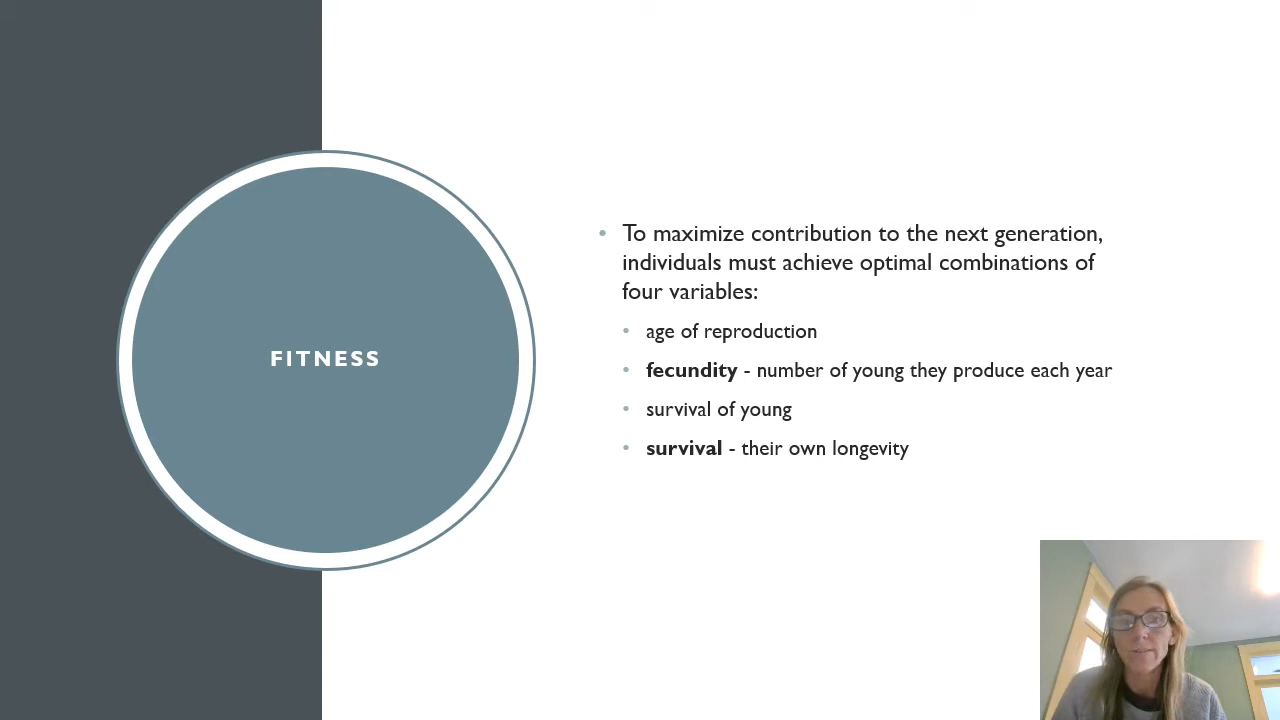 FITNESS
• To maximize contribution to the next generation,
individuals must achieve optimal combinations of
four variables:
• age of reproduction
• fecundity - number of young they produce each year
• survival of young
• survival - their own longevity